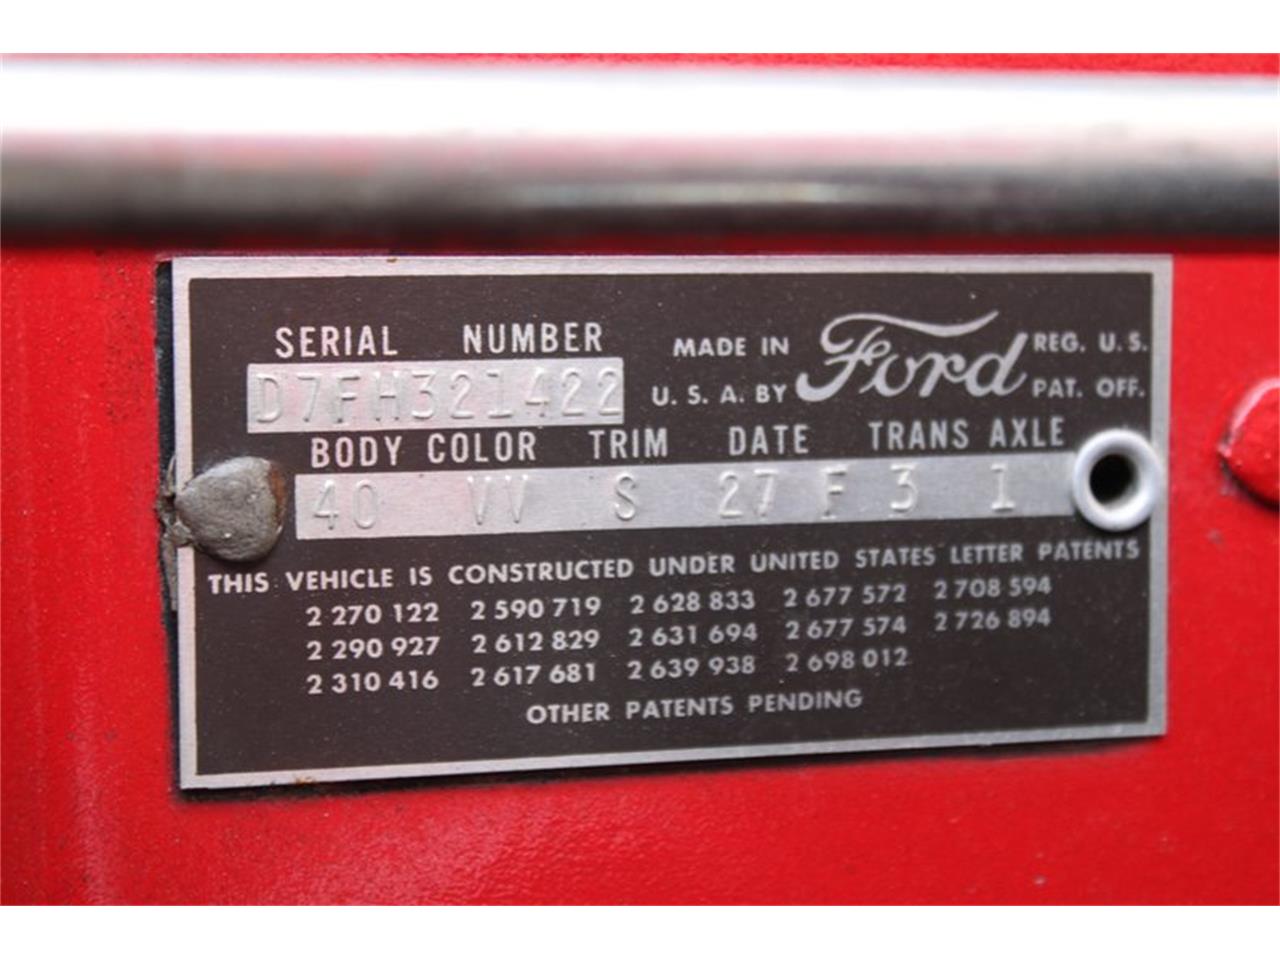 SERIAL NUMBER
D7FH321422
MADE IN Ford REG. U. S.
U. S. A. BY PAT. OFF.
BODY COLOR TRIM DATE TRANS AXLE
40 VV S 27 F 3 1
THIS VEHICLE IS CONSTRUCTED UNDER UNITED STATES LETTER PATENTS
2 270 122 2 590 719 2 628 833 2 677 572 2 708 594
2 290 927 2 612 829 2 631 694 2 677 574 2 726 894
2 310 416 2 617 681 2 639 938 2 698 012
OTHER PATENTS PENDING